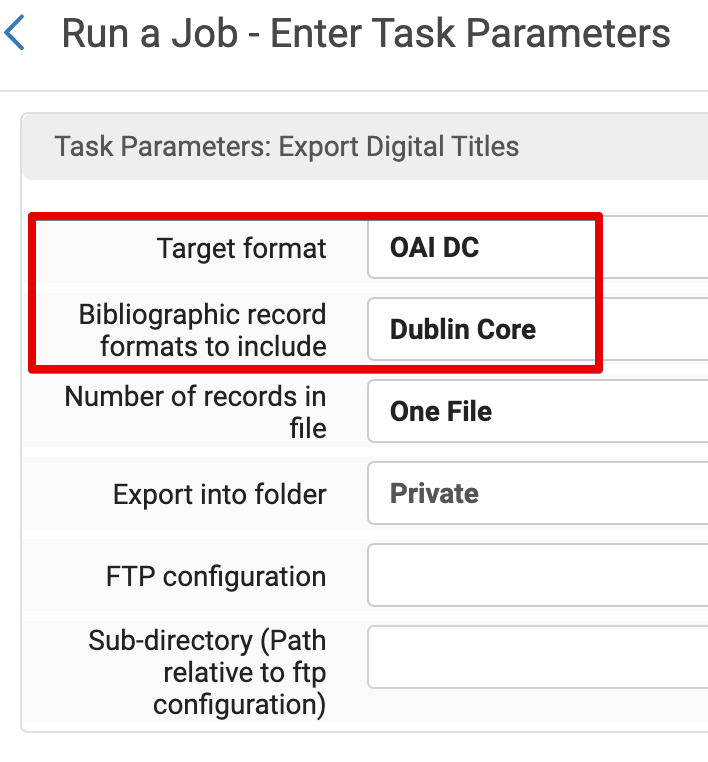 Run a Job - Enter Task Parameters
Task Parameters: Export Digital Titles
Target format
OAI DC
Bibliographic record
formats to include
Dublin Core
Number of records in
file
One File
Export into folder
Private
FTP configuration
Sub-directory (Path
relative to ftp
configuration)